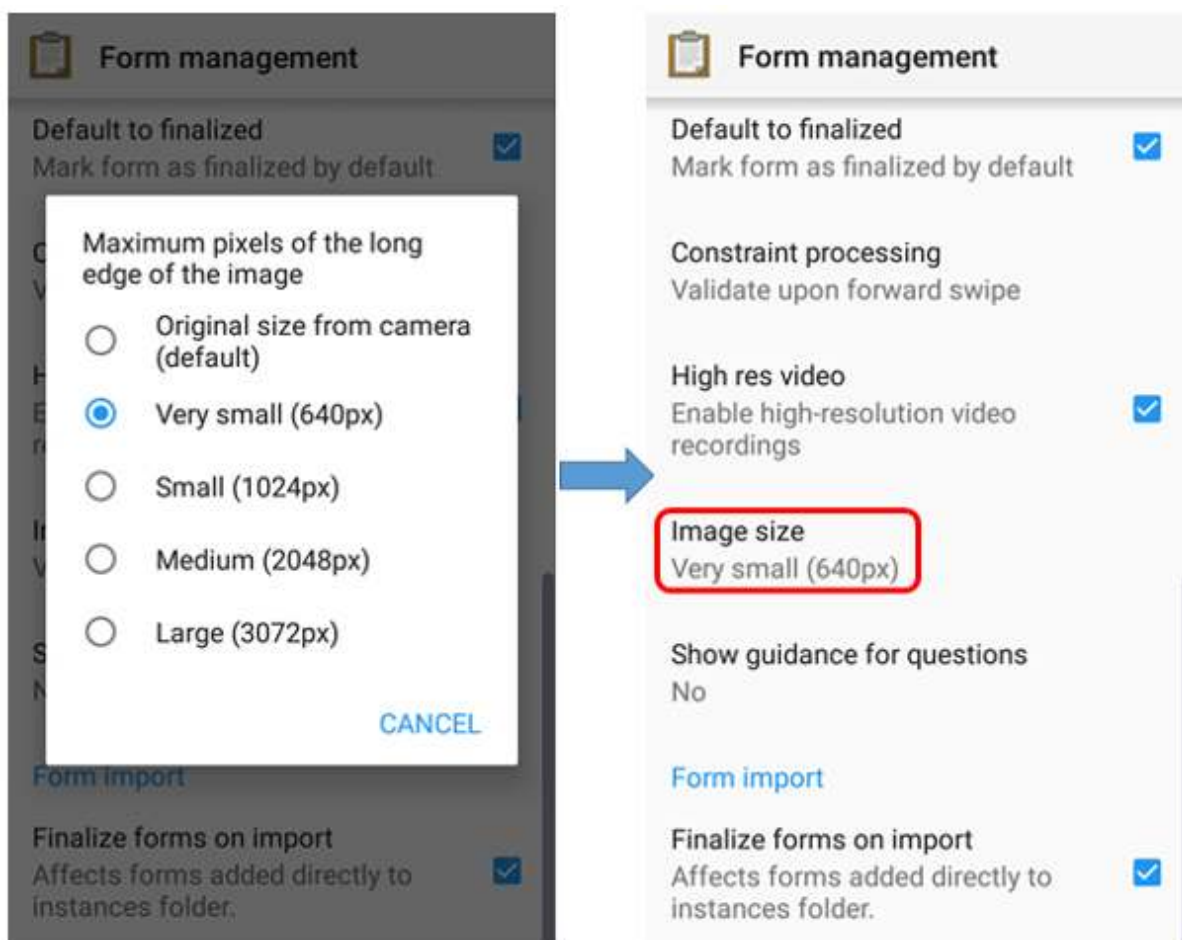 Form management
Default to finalized
Mark form as finalized by default
Maximum pixels of the long
edge of the image
Original size from camera
(default)
Very small (640px)
Small (1024px)
Medium (2048px)
Large (3072px)
CANCEL
Form import
Finalize forms on import
Affects forms added directly to
instances folder.
Form management
Default to finalized
Mark form as finalized by default
Constraint processing
Validate upon forward swipe
High res video
Enable high-resolution video
recordings
Image size
Very small (640px)
Show guidance for questions
No
Form import
Finalize forms on import
Affects forms added directly to
instances folder.